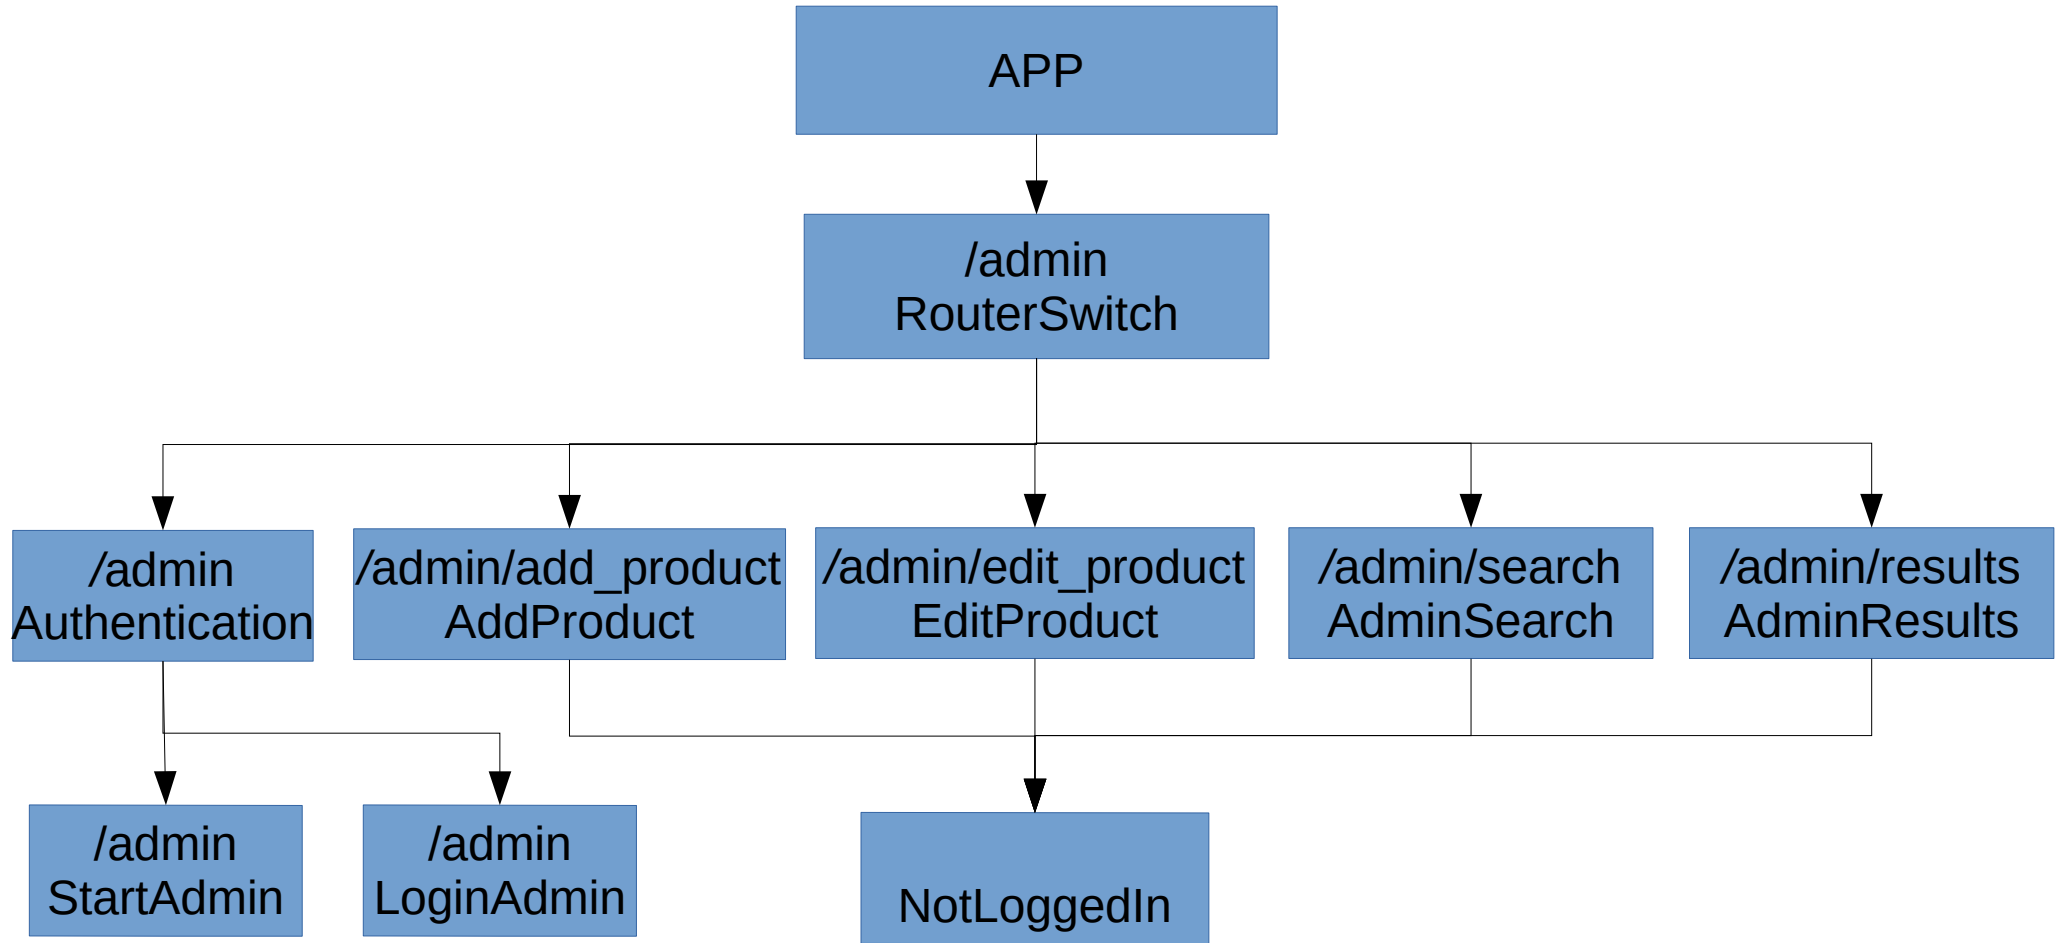 APP
/admin
RouterSwitch
/admin
Authentication
/admin/add_product
AddProduct
/admin/edit_product
EditProduct
/admin/search
AdminSearch
/admin/results
AdminResults
/admin
StartAdmin
/admin
LoginAdmin
NotLoggedIn